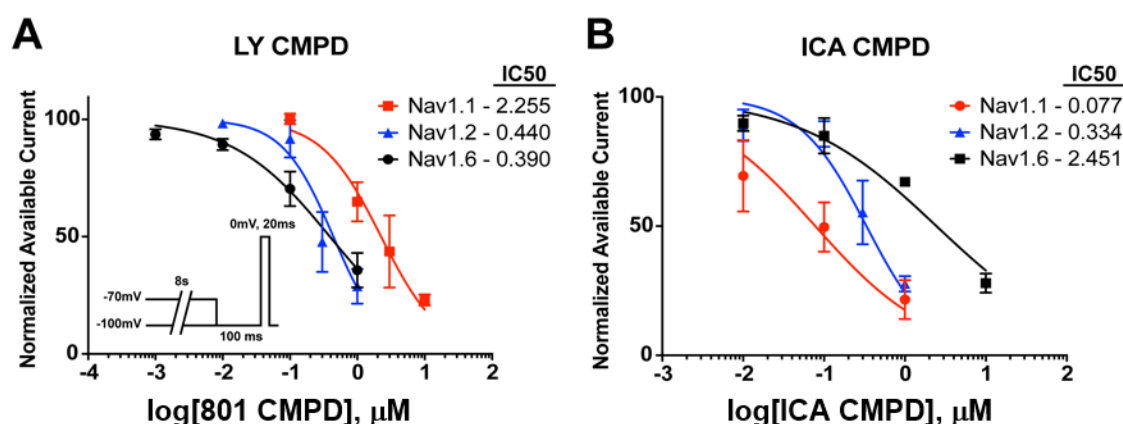 A
LY CMPD
IC50
Nav1.1 - 2.255
Nav1.2 - 0.440
Nav1.6 - 0.390
Normalized Available Current
100
50
0
0mV, 20ms
8s
-70mV
-100mV
100 ms
-4 -3 -2 -1 0 1 2
log[801 CMPD], µM
B
ICA CMPD
IC50
Nav1.1 - 0.077
Nav1.2 - 0.334
Nav1.6 - 2.451
Normalized Available Current
100
50
0
-3 -2 -1 0 1 2
log[ICA CMPD], µM